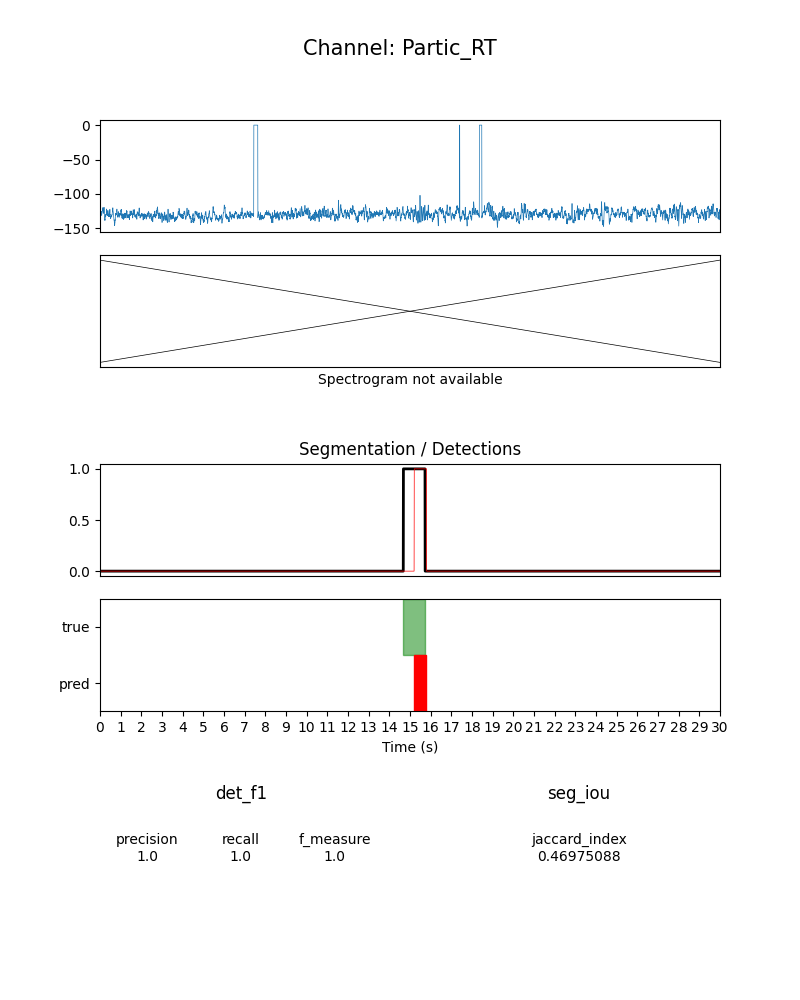 Channel: Partic_RT
0
−50
−100
−150
Spectrogram not available
Segmentation / Detections
1.0
0.5
0.0
true
pred
0 1 2 3 4 5 6 7 8 9 10 11 12 13 14 15 16 17 18 19 20 21 22 23 24 25 26 27 28 29 30
Time (s)
det_f1 seg_iou
precision recall f_measure jaccard_index
1.0 1.0 1.0 0.46975088